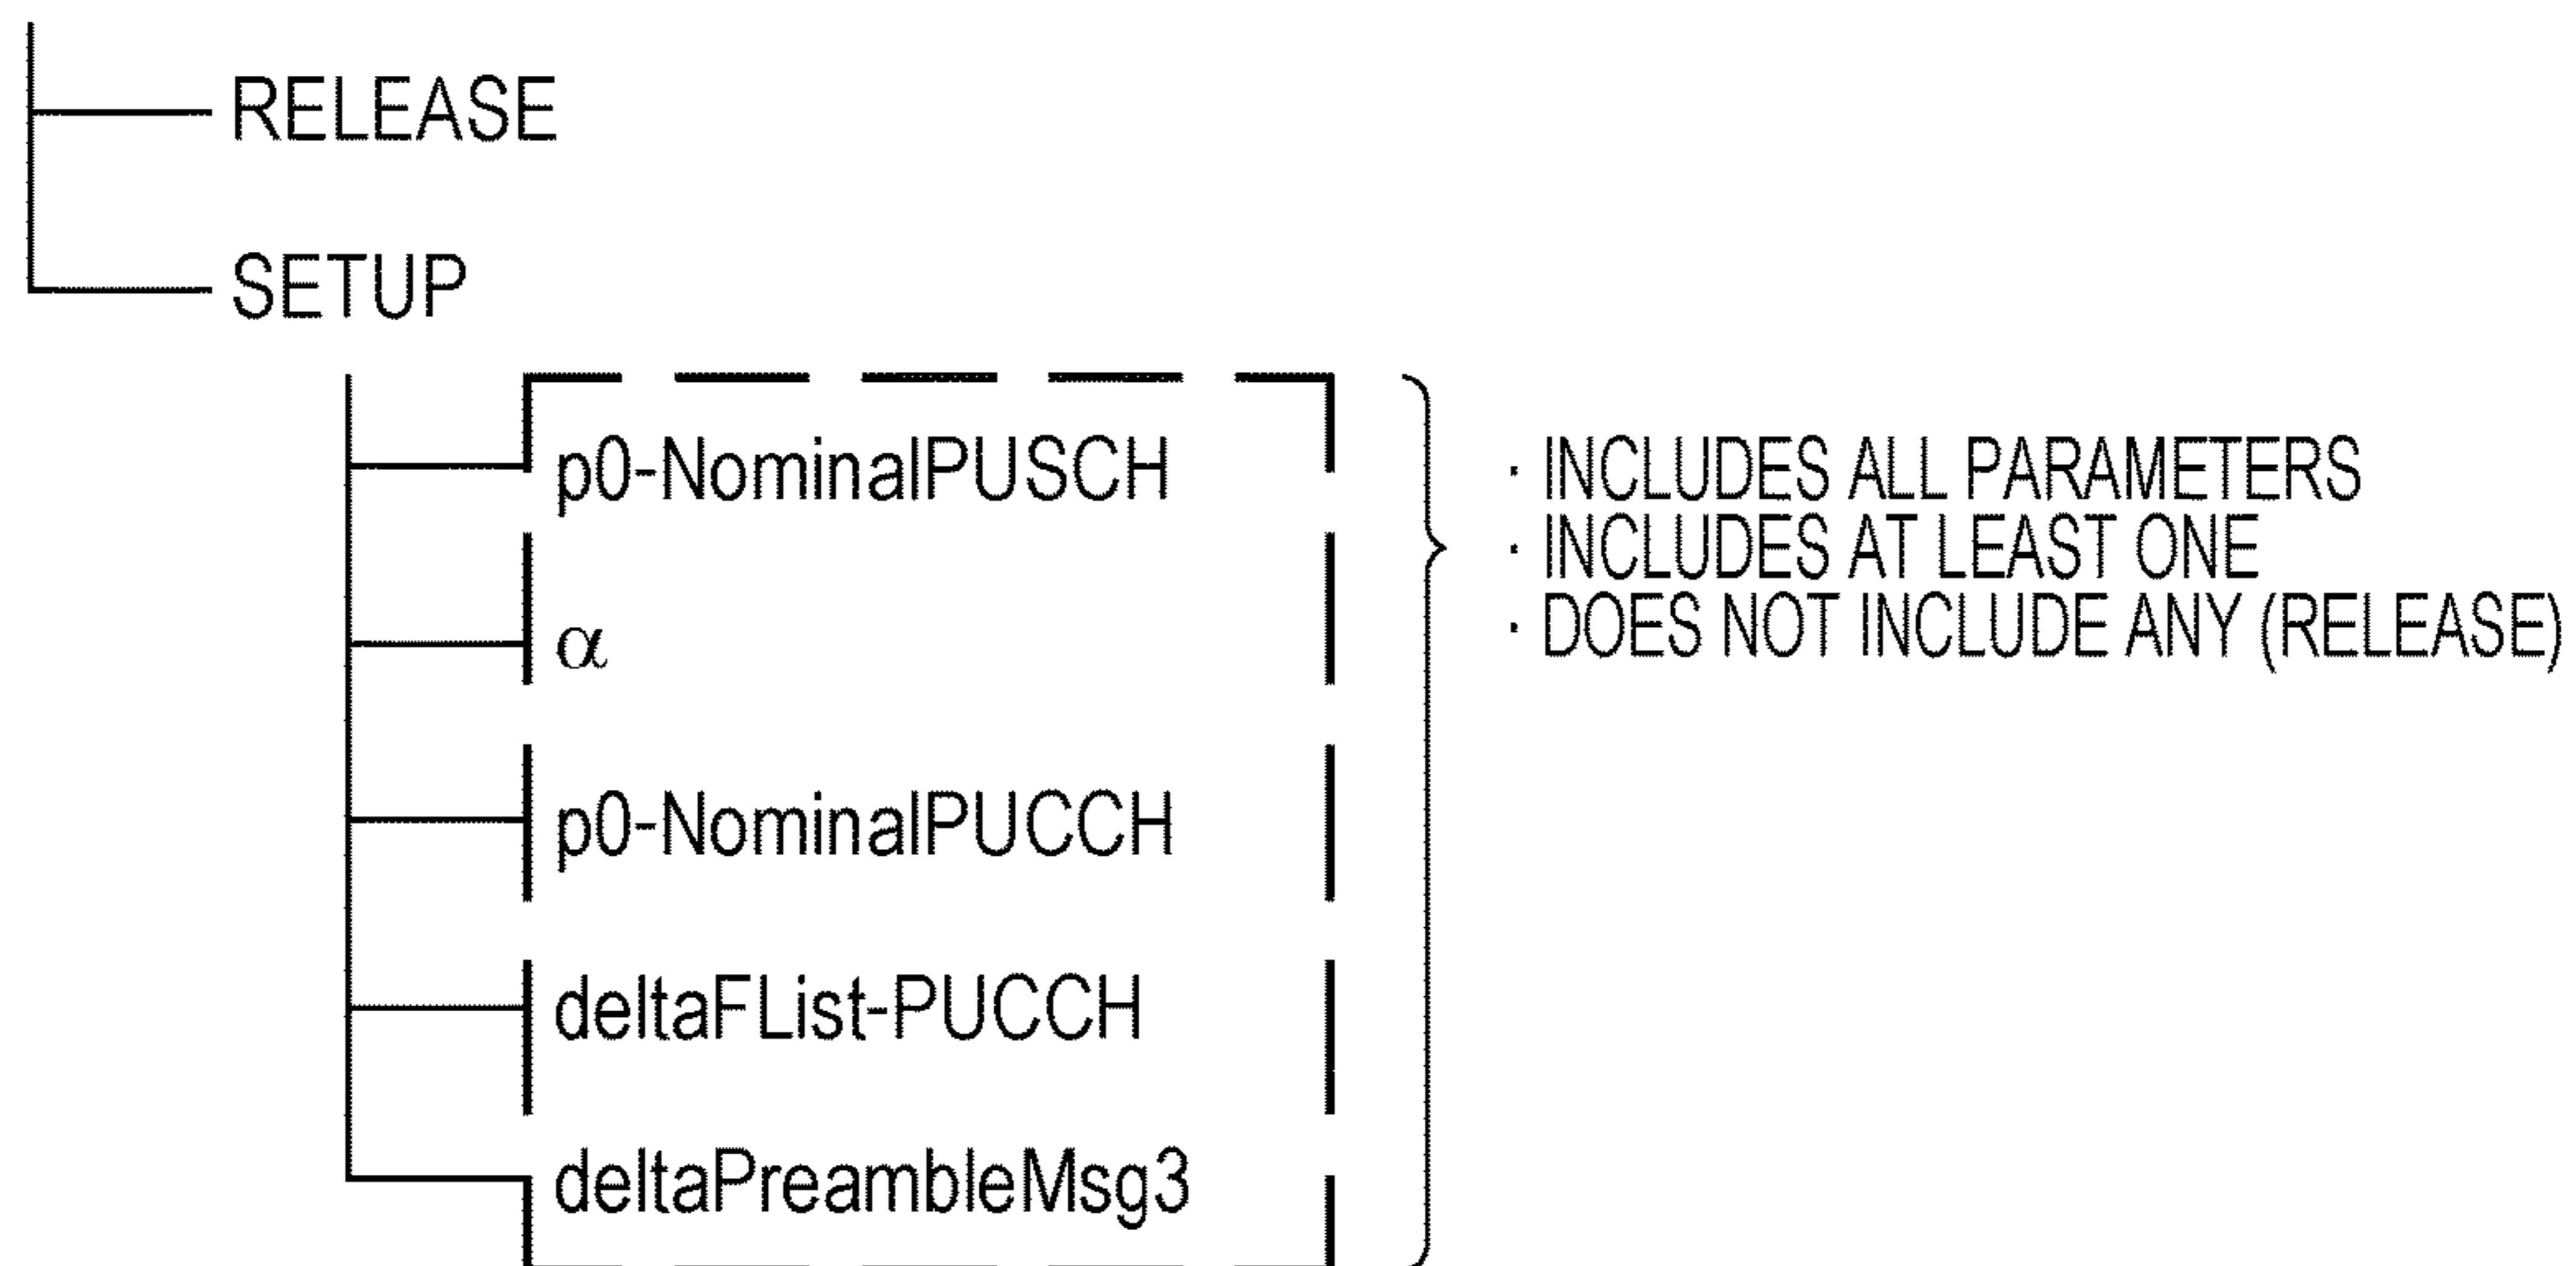 RELEASE
SETUP
p0-NominalPUSCH
α
p0-NominalPUCCH
deltaFList-PUCCH
deltaPreambleMsg3
· INCLUDES ALL PARAMETERS
· INCLUDES AT LEAST ONE
· DOES NOT INCLUDE ANY (RELEASE)